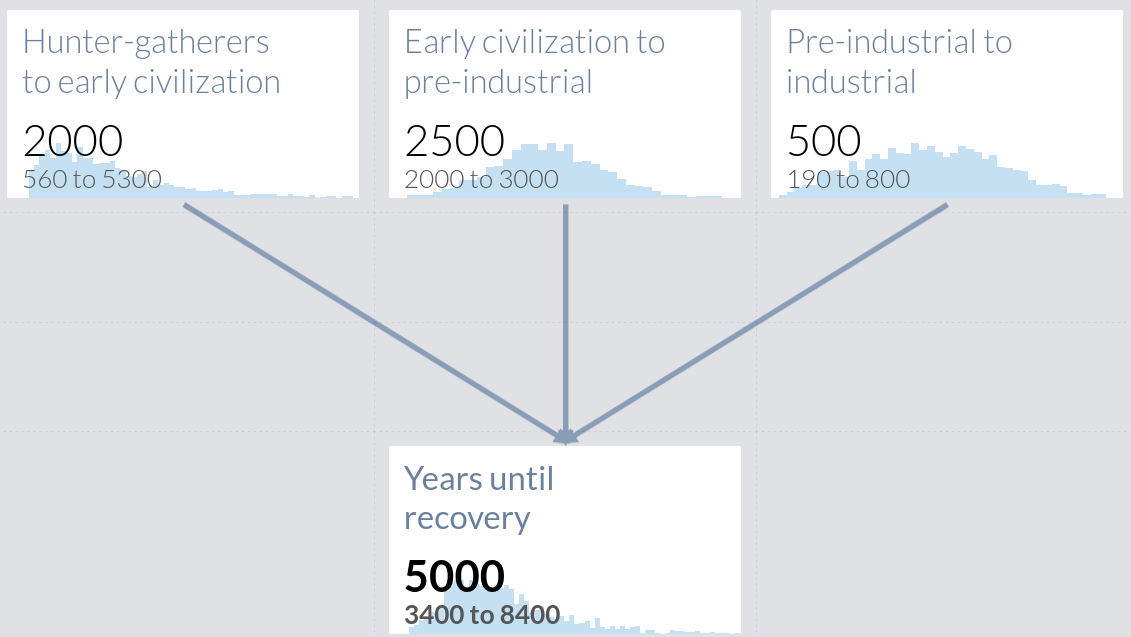 Hunter-gatherers
to early civilization
2000
560 to 5300
Early civilization to
pre-industrial
2500
2000 to 3000
Pre-industrial to
industrial
500
190 to 800
Years until
recovery
5000
3400 to 8400